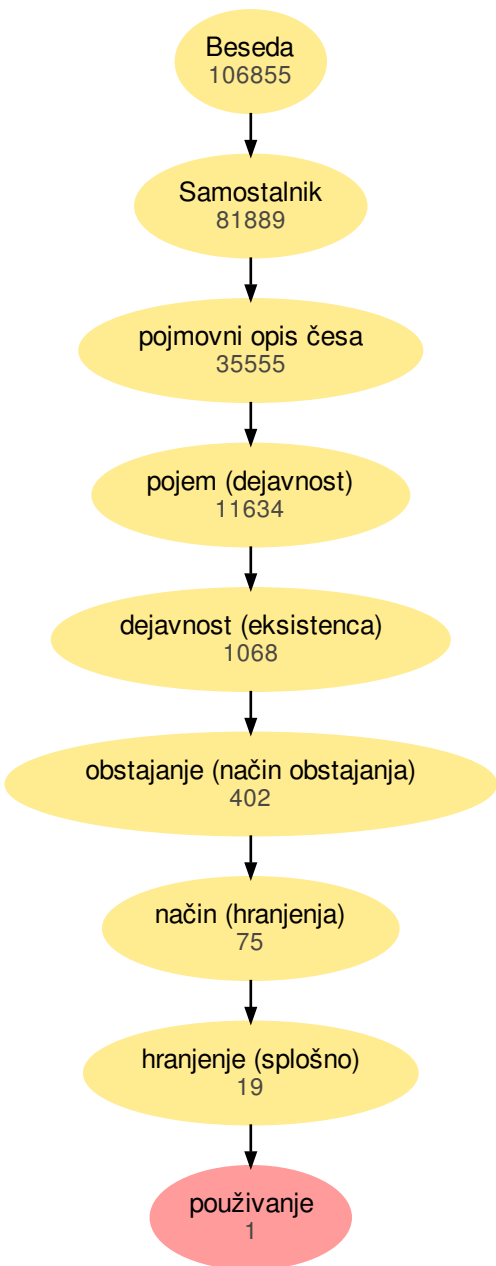 Beseda
106855
Samostalnik
81889
pojmovni opis česa
35555
pojem (dejavnost)
11634
dejavnost (eksistenca)
1068
obstajanje (način obstajanja)
402
način (hranjenja)
75
hranjenje (splošno)
19
použivanje
1